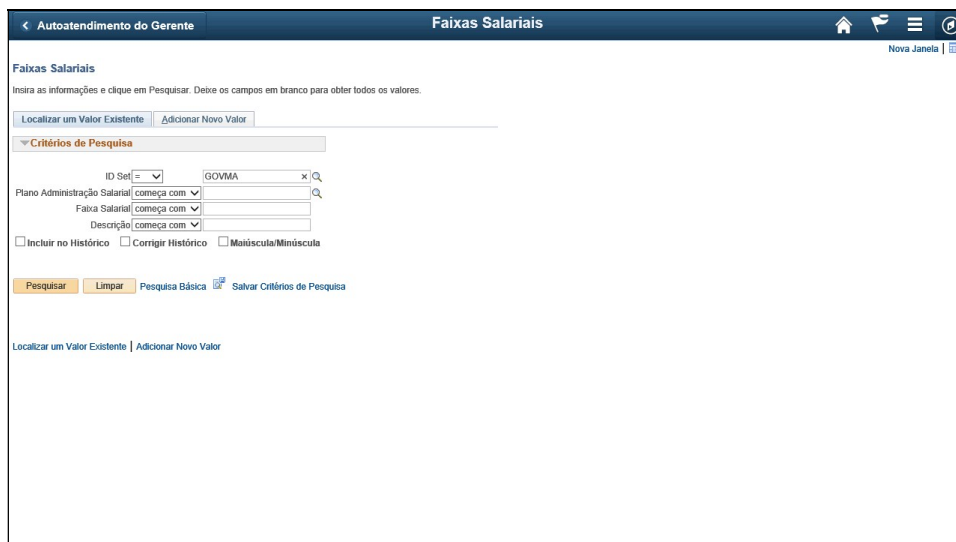 Autoatendimento do Gerente
Faixas Salariais
Nova Janela |
Faixas Salariais
Insira as informações e clique em Pesquisar. Deixe os campos em branco para obter todos os valores.
Localizar um Valor Existente Adicionar Novo Valor
Critérios de Pesquisa
ID Set = GOVMA ×
Plano Administração Salarial começa com
Faixa Salarial começa com
Descrição começa com
Incluir no Histórico Corrigir Histórico Maiúscula/Minúscula
Pesquisar Limpar Pesquisa Básica Salvar Critérios de Pesquisa
Localizar um Valor Existente | Adicionar Novo Valor